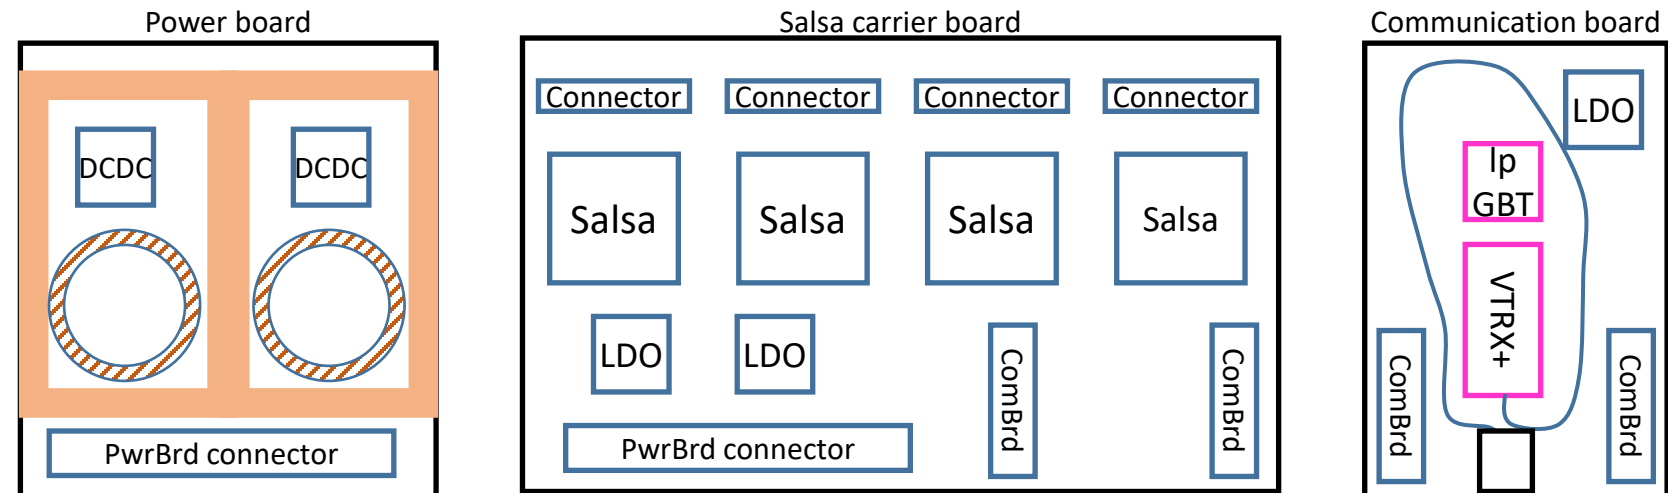 Power board
DCDC
DCDC
PwrBrd connector
Salsa carrier board
Connector
Connector
Connector
Connector
Salsa
Salsa
Salsa
Salsa
LDO
LDO
ComBrd
ComBrd
PwrBrd connector
Communication board
LDO
lp
GBT
VTRX+
ComBrd
ComBrd